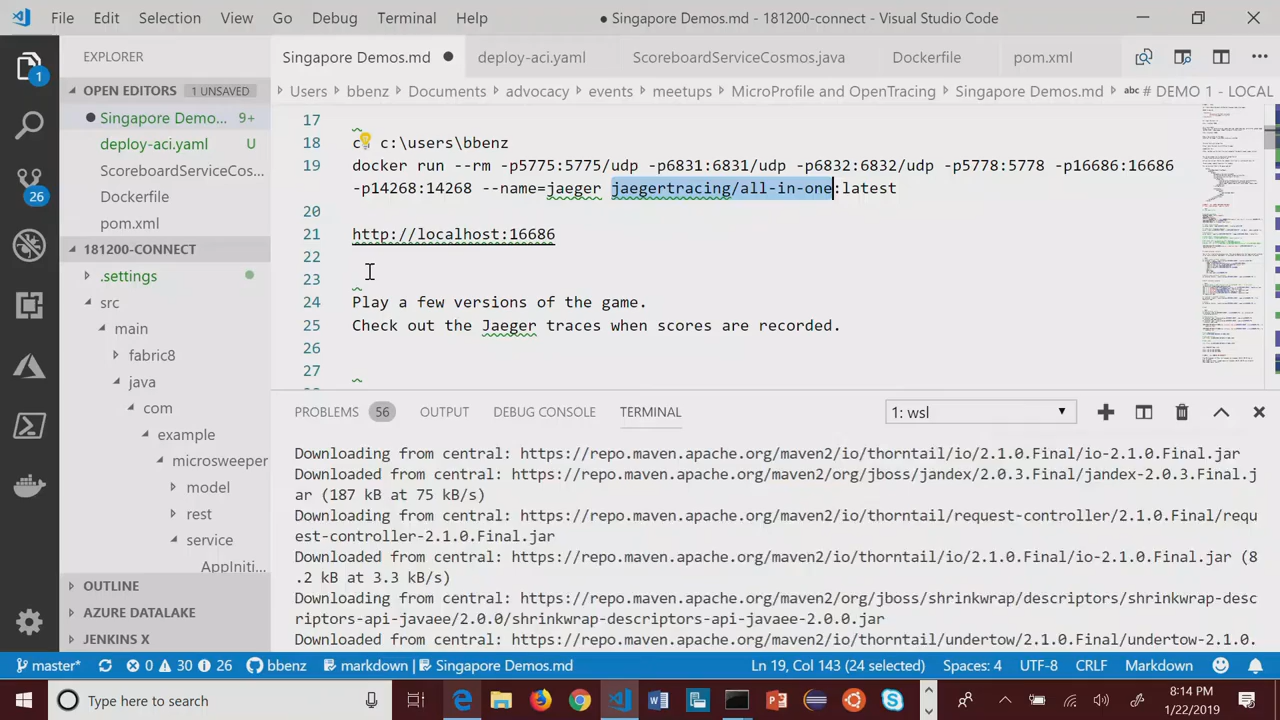 File Edit Selection View Go Debug Terminal Help
● Singapore Demos.md - 181200-connect - Visual Studio Code
EXPLORER
Singapore Demos.md ● deploy-aci.yaml ScoreboardServiceCosmos.java Dockerfile pom.xml
OPEN EDITORS 1 UNSAVED
Singapore Demo... 9+
deploy-aci.yaml U
ScoreboardServiceCos...
Dockerfile
pom.xml
181200-CONNECT
.settings
src
main
fabric8
java
com
example
microsweeper
model
rest
service
AppIniti...
OUTLINE
AZURE DATALAKE
JENKINS X
1
26
Users › bbenz › Documents › advocacy › events › meetups › MicroProfile and OpenTracing › Singapore Demos.md › abc # DEMO 1 - LOCAL
17
18 c:\users\bbenz
19 --rm /udp -p6831:6831/ /udp -p5778:5778 -p16686:16686
-p14268:14268 --name=jaeger jaegertracing/all-in-one:latest
20
21 http://localhost:
22
23
24 Play a few of the game.
25 Check out the Jaeger traces when scores are
26
27
PROBLEMS 56 OUTPUT DEBUG CONSOLE TERMINAL 1: wsl
Downloading from central: https://repo.maven.apache.org/maven2/io/thorntail/io/2.1.0.Final/io-2.1.0.Final.jar
Downloaded from central: https://repo.maven.apache.org/maven2/org/jboss/jandex/2.0.3.Final/jandex-2.0.3.Final.j
ar (187 kB at 75 kB/s)
Downloading from central: https://repo.maven.apache.org/maven2/io/thorntail/request-controller/2.1.0.Final/requ
est-controller-2.1.0.Final.jar
Downloaded from central: https://repo.maven.apache.org/maven2/io/thorntail/io/2.1.0.Final/io-2.1.0.Final.jar (8
.2 kB at 3.3 kB/s)
Downloading from central: https://repo.maven.apache.org/maven2/org/jboss/shrinkwrap/descriptors/shrinkwrap-desc
riptors-api-javaee/2.0.0/shrinkwrap-descriptors-api-javaee-2.0.0.jar
Downloaded from central: https://repo.maven.apache.org/maven2/io/thorntail/undertow/2.1.0.Final/undertow-2.1.0.
master* 0 30 26 bbenz markdown | Singapore Demos.md Ln 19, Col 143 (24 selected) Spaces: 4 UTF-8 CRLF Markdown
Type here to search
8:14 PM
1/22/2019